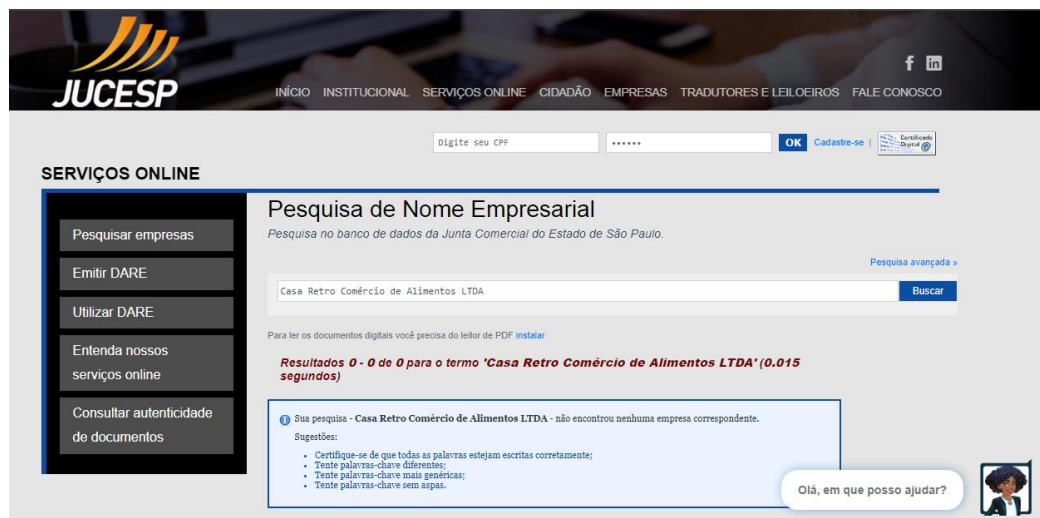 JUCESP
INÍCIO INSTITUCIONAL SERVIÇOS ONLINE CIDADÃO EMPRESAS TRADUTORES E LEILOEIROS FALE CONOSCO
Digite seu CPF •••••• OK Cadastre-se | Certificado Digital @
SERVIÇOS ONLINE
Pesquisar empresas
Emitir DARE
Utilizar DARE
Entenda nossos
serviços online
Consultar autenticidade
de documentos
Pesquisa de Nome Empresarial
Pesquisa no banco de dados da Junta Comercial do Estado de São Paulo.
Pesquisa avançada »
Casa Retro Comércio de Alimentos LTDA Buscar
Para ler os documentos digitais você precisa do leitor de PDF instalar
Resultados 0 - 0 de 0 para o termo 'Casa Retro Comércio de Alimentos LTDA' (0.015
segundos)
Sua pesquisa - Casa Retro Comércio de Alimentos LTDA - não encontrou nenhuma empresa correspondente.
Sugestões:
• Certifique-se de que todas as palavras estejam escritas corretamente;
• Tente palavras-chave diferentes;
• Tente palavras-chave mais genéricas;
• Tente palavras-chave sem aspas.
Olá, em que posso ajudar?